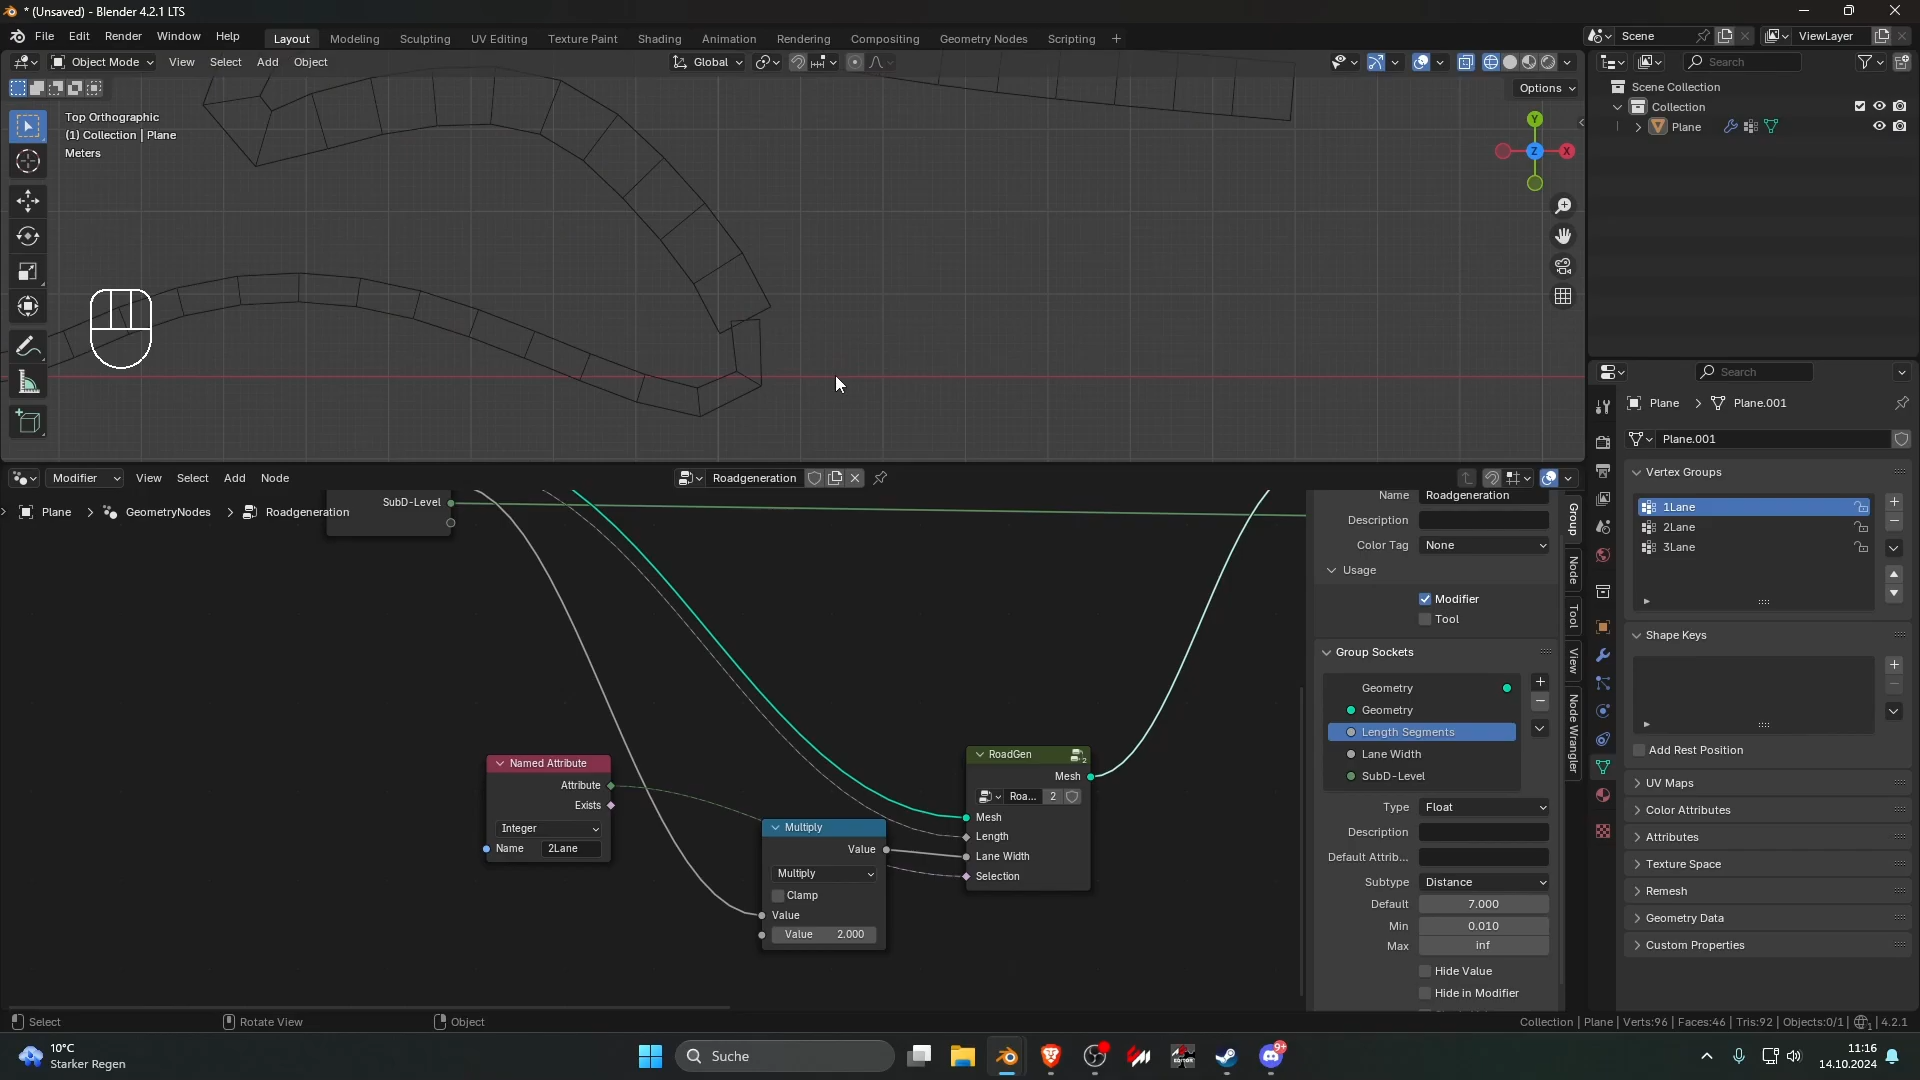 * (Unsaved) - Blender 4.2.1 LTS
File Edit Render Window Help Layout Modeling Sculpting UV Editing Texture Paint Shading Animation Rendering Compositing Geometry Nodes Scripting + Scene ViewLayer
Object Mode View Select Add Object Global Search
Options
Top Orthographic
(1) Collection | Plane
Meters
Scene Collection
Collection
Plane
Y
Z
X
Search
Plane > Plane.001
Plane.001
Vertex Groups
1Lane
2Lane
3Lane
Shape Keys
Add Rest Position
UV Maps
Color Attributes
Attributes
Texture Space
Remesh
Geometry Data
Custom Properties
Modifier View Select Add Node Roadgeneration
Plane > GeometryNodes > Roadgeneration
SubD-Level
Named Attribute
Attribute
Exists
Integer
Name 2Lane
Multiply
Value
Multiply
Clamp
Value
Value 2.000
RoadGen
Mesh
Roa... 2
Mesh
Length
Lane Width
Selection
Name Roadgeneration
Description
Color Tag None
Usage
Modifier
Tool
Group Sockets
Geometry
Geometry
Length Segments
Lane Width
SubD-Level
Type Float
Description
Default Attrib...
Subtype Distance
Default 7.000
Min 0.010
Max inf
Hide Value
Hide in Modifier
Group
Node
Tool
View
Node Wrangler
Select Rotate View Object Collection | Plane | Verts:96 | Faces:46 | Tris:92 | Objects:0/1 | 4.2.1
10°C
Starker Regen
Suche
EDITOR
9+
11:16
14.10.2024